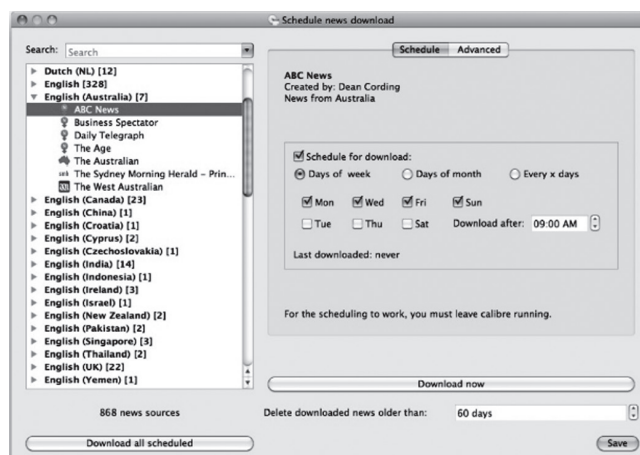 Schedule news download
Search: Search
Dutch (NL) [12]
English [328]
English (Australia) [7]
ABC News
Business Spectator
Daily Telegraph
The Age
The Australian
The Sydney Morning Herald – Prin...
The West Australian
English (Canada) [23]
English (China) [1]
English (Croatia) [1]
English (Cyprus) [2]
English (Czechoslovakia) [1]
English (India) [14]
English (Indonesia) [1]
English (Ireland) [3]
English (Israel) [1]
English (New Zealand) [2]
English (Pakistan) [2]
English (Singapore) [3]
English (Thailand) [2]
English (UK) [22]
English (Yemen) [1]
868 news sources
Download all scheduled
Schedule Advanced
ABC News
Created by: Dean Cording
News from Australia
Schedule for download:
Days of week Days of month Every x days
Mon Wed Fri Sun
Tue Thu Sat Download after: 09:00 AM
Last downloaded: never
For the scheduling to work, you must leave calibre running.
Download now
Delete downloaded news older than: 60 days
Save